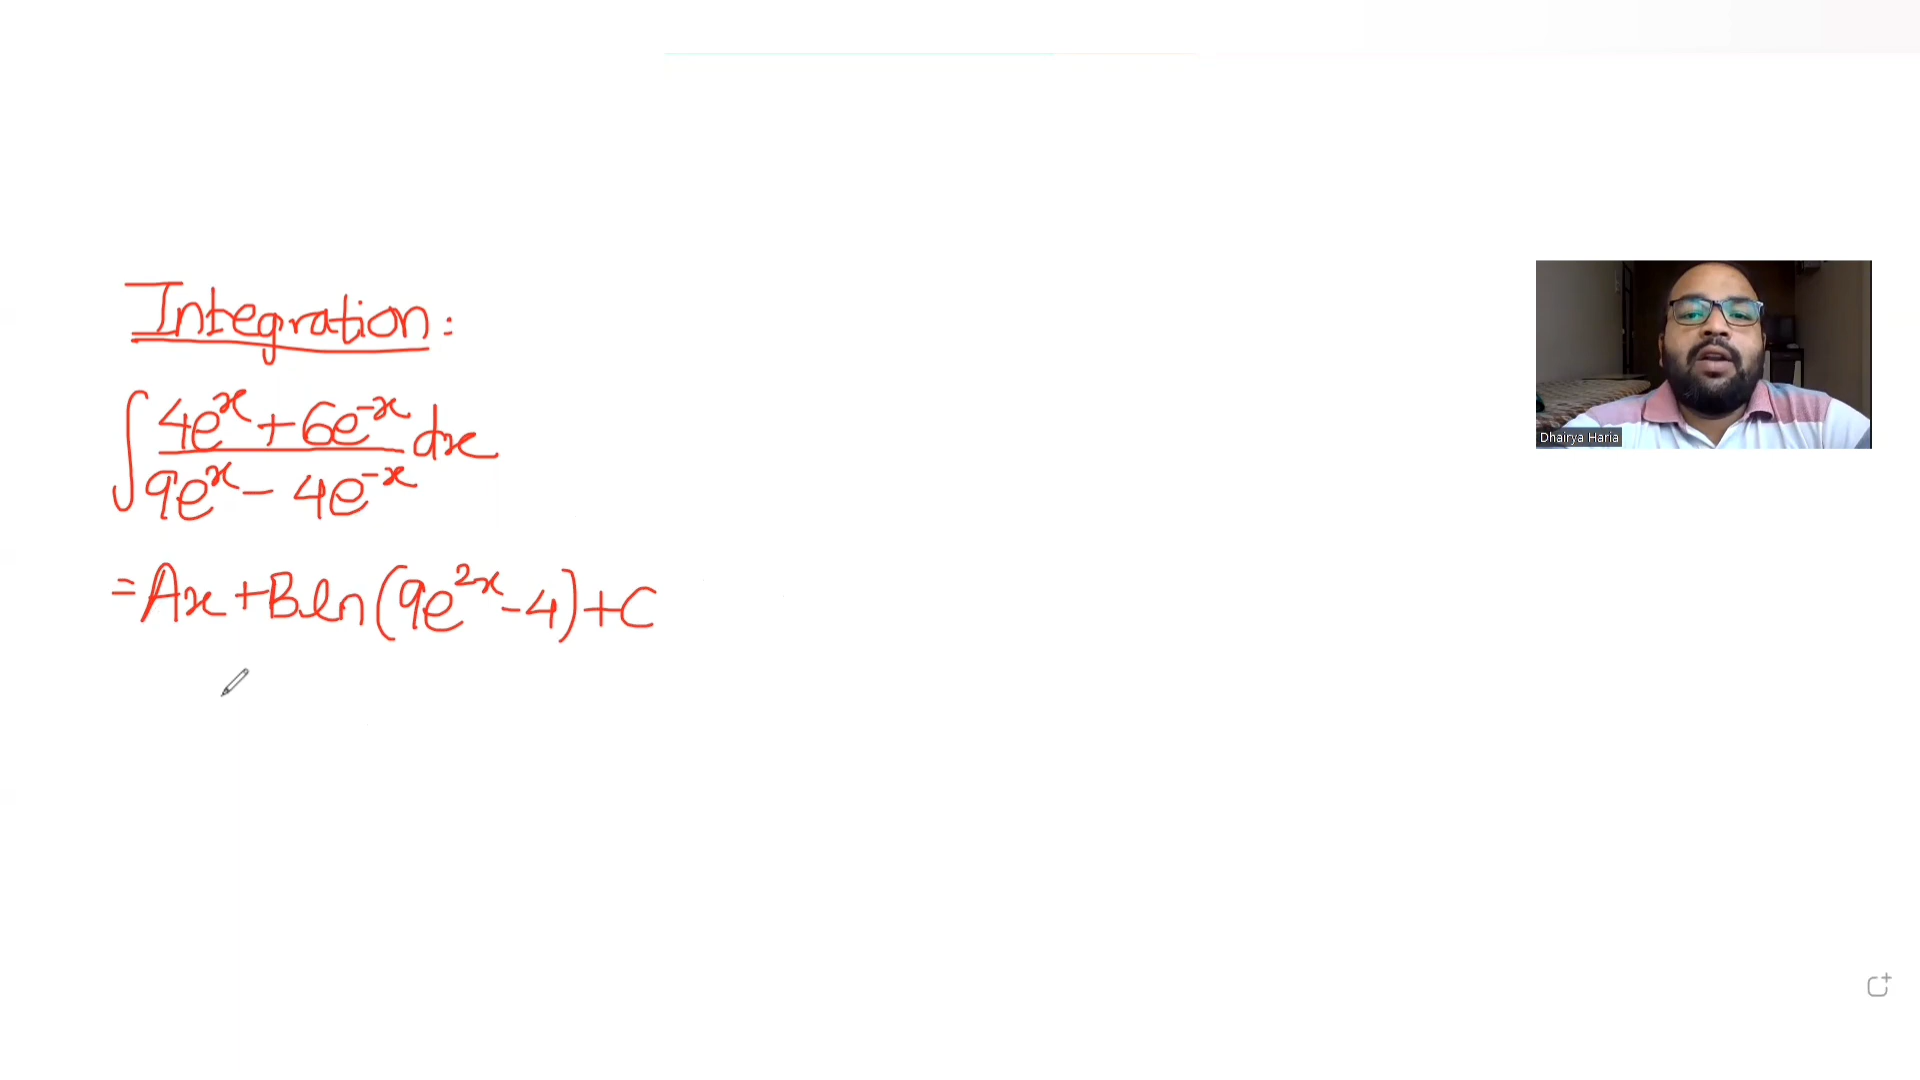 Integration:
∫ (4e^x + 6e^-x)/(9e^x - 4e^-x) dx
= Ax + B ln(9e^2x - 4) + C
Dhairya Haria